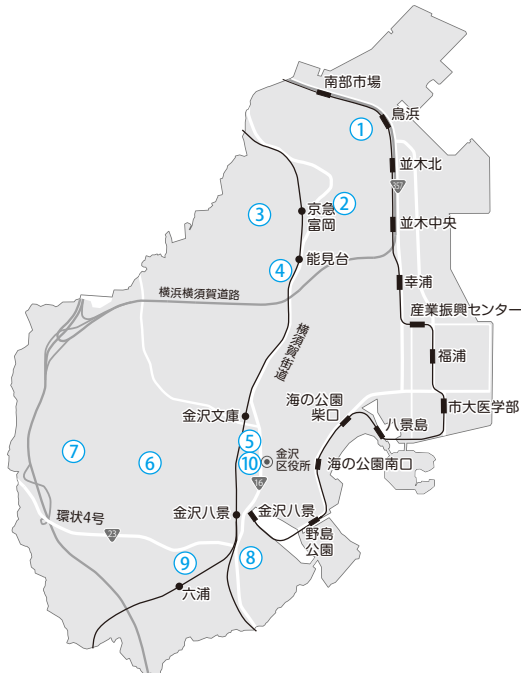 南部市場
鳥浜
①
並木北
357
②
③
京急
富岡
並木中央
④
能見台
幸浦
横浜横須賀道路
産業振興センター
横須賀街道
福浦
海の公園
柴口
市大医学部
金沢文庫
八景島
⑤
金沢
区役所
⑦
⑥
⑩
海の公園南口
16
環状4号
23
金沢八景
金沢八景
野島
公園
⑧
⑨
六浦